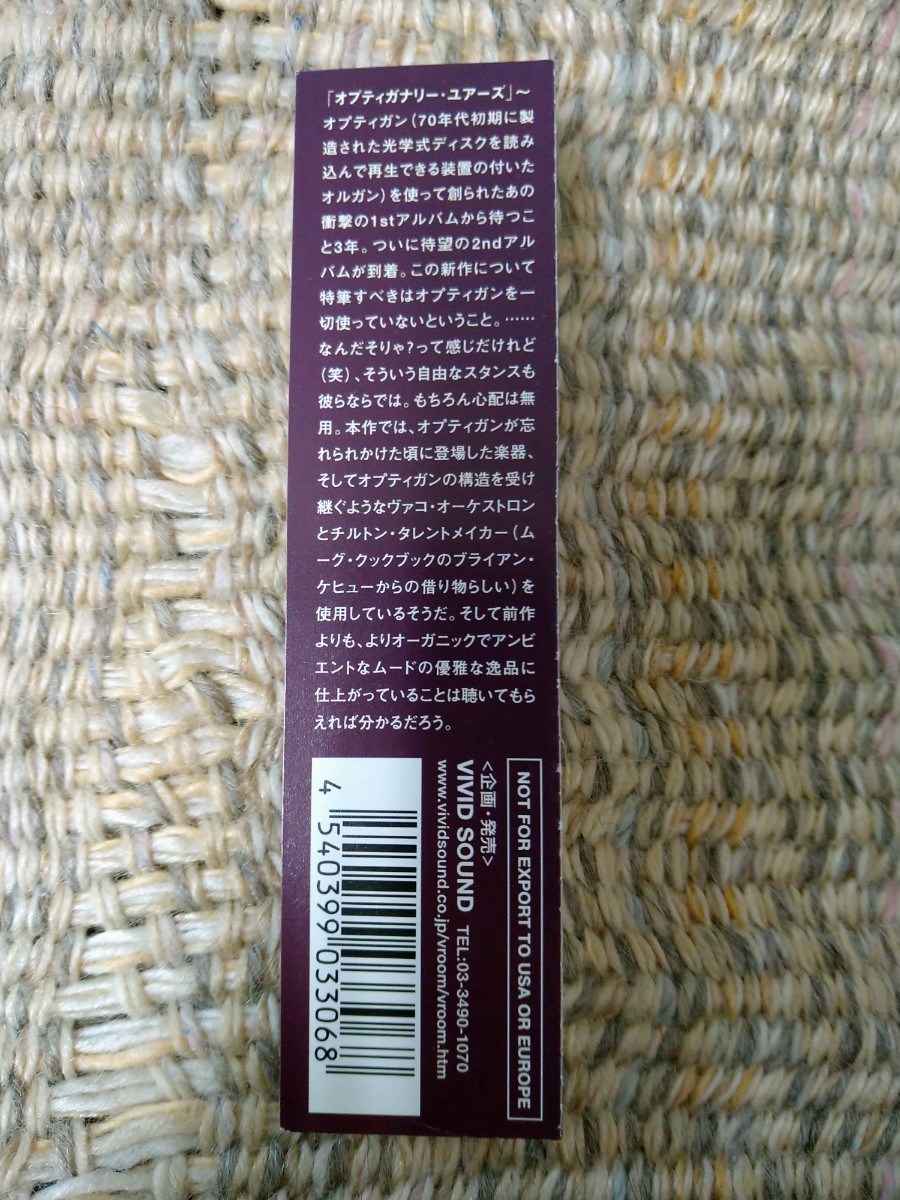 「オプティガナリー・ユアーズ」～
オプティガン(70年代初期に製
造された光学式ディスクを読み
込んで再生できる装置の付いた
オルガン)を使って創られたあの
衝撃の1stアルバムから待つこ
と3年。ついに待望の2ndアル
バムが到着。この新作について
特筆すべきはオプティガンを一
切使っていないということ。……
なんだそりゃ?って感じだけれど
(笑)、そういう自由なスタンスも
彼らならでは。もちろん心配は無
用。本作では、オプティガンが忘
れられかけた頃に登場した楽器、
そしてオプティガンの構造を受け
継ぐようなヴァコ・オーケストロン
とチルトン・タレントメイカー(ム
ーグ・クックブックのブライアン・
ケヒューからの借り物らしい)を
使用しているそうだ。そして前作
よりも、よりオーガニックでアンビ
エントなムードの優雅な逸品に
仕上がっていることは聴いてもら
えれば分かるだろう。
NOT FOR EXPORT TO USA OR EUROPE
<企画・発売>
VIVID SOUND TEL:03-3490-1070
www.vividsound.co.jp/vroom/vroom.htm
4 540399 033068